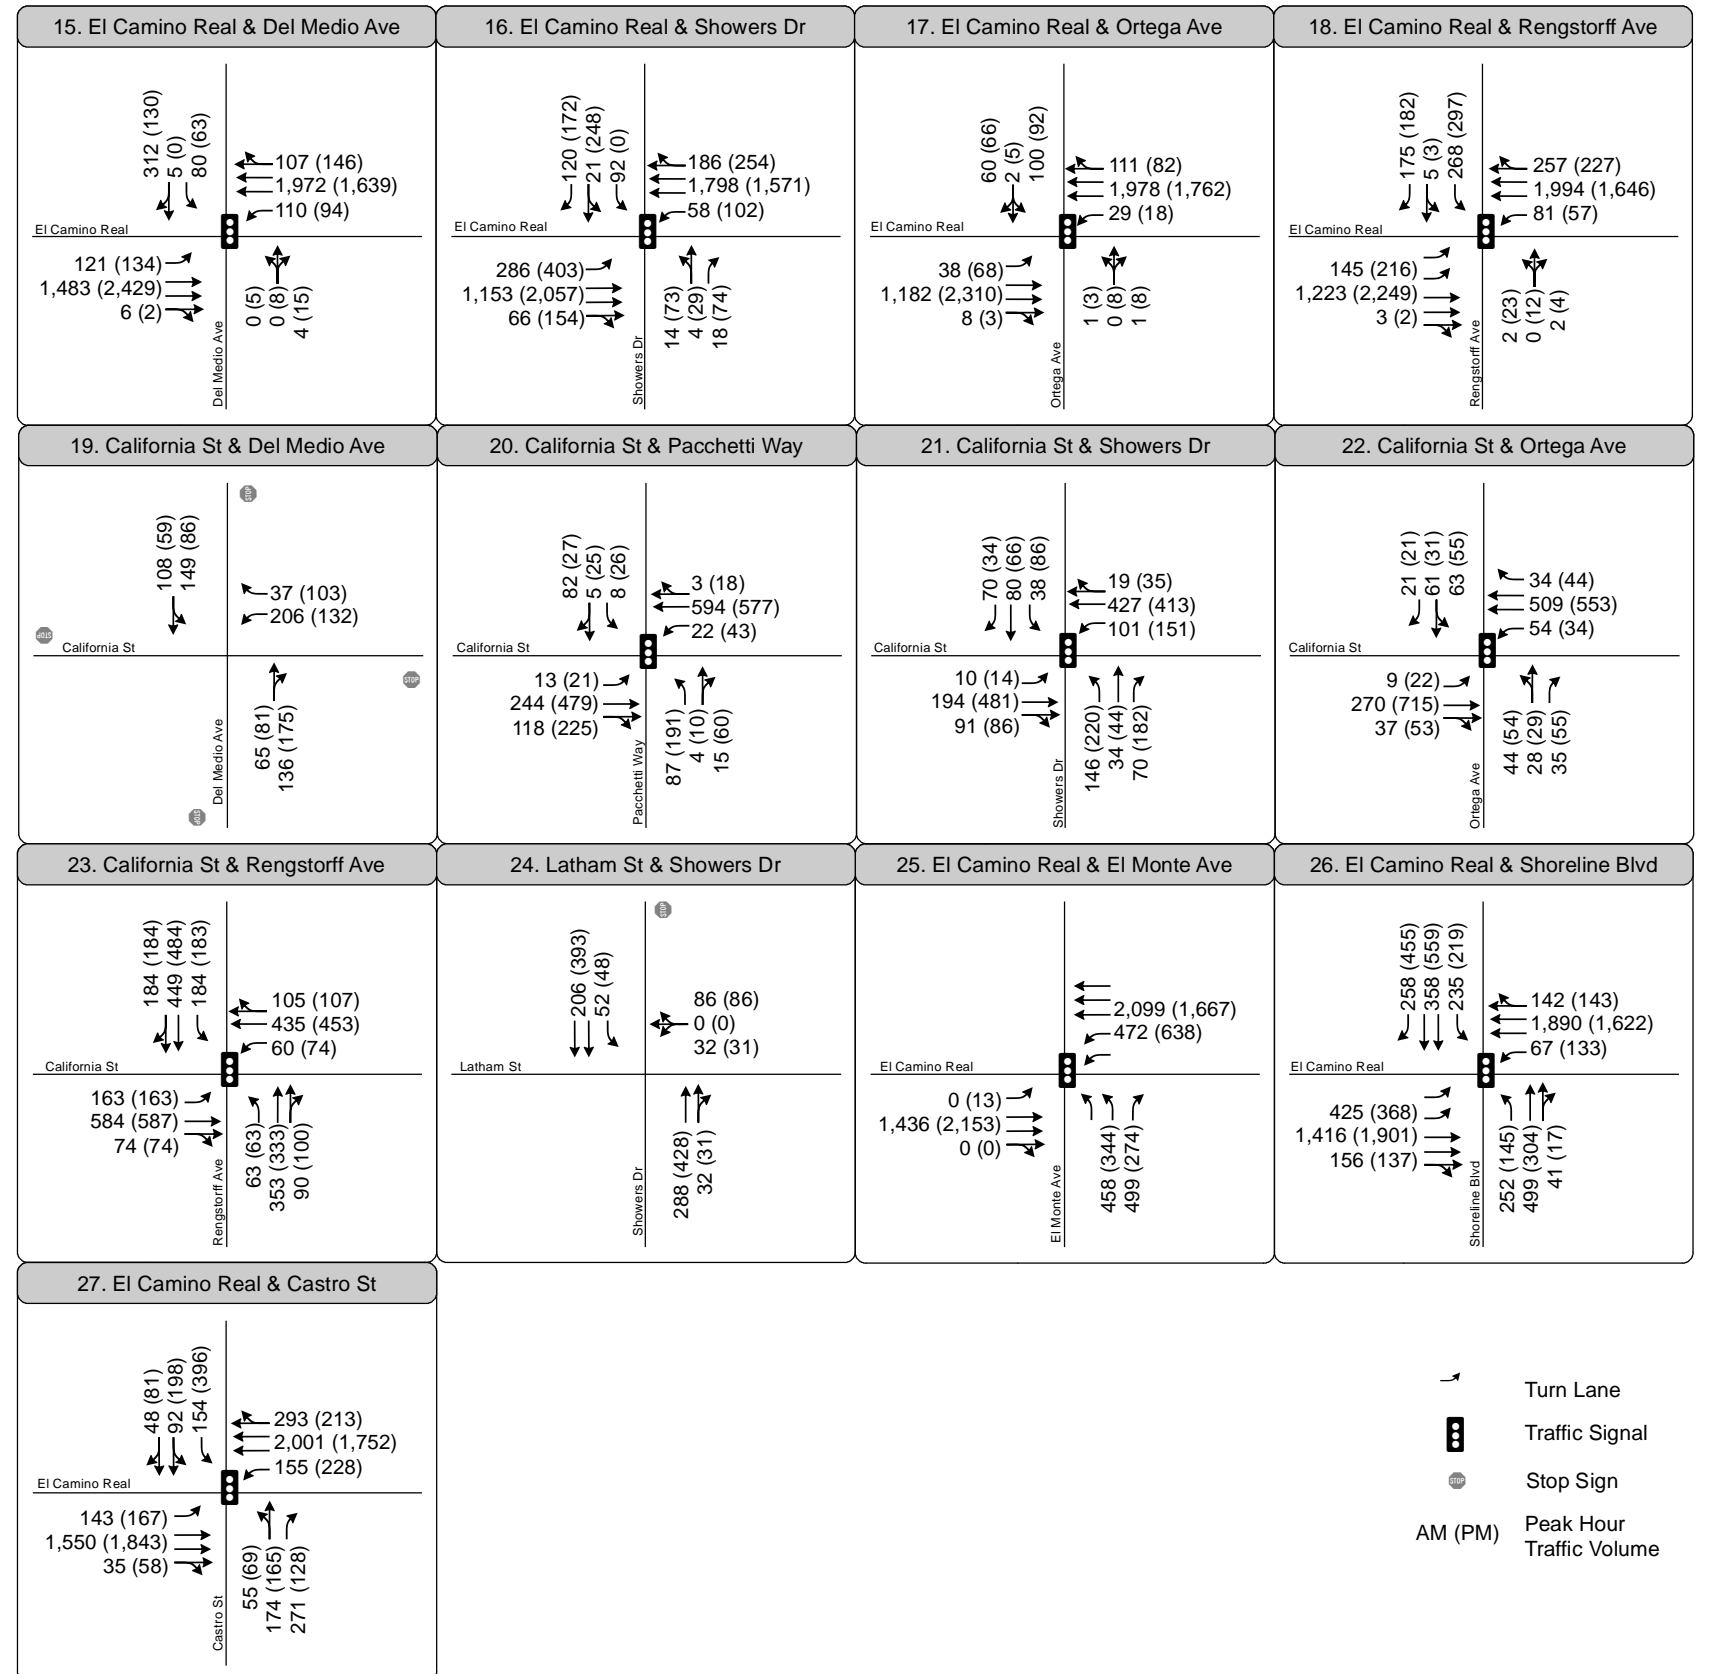 15. El Camino Real & Del Medio Ave
312 (130)
5 (0)
80 (63)
107 (146)
1,972 (1,639)
110 (94)
El Camino Real
121 (134)
1,483 (2,429)
6 (2)
0 (5)
0 (8)
4 (15)
Del Medio Ave
16. El Camino Real & Showers Dr
120 (172)
21 (248)
92 (0)
186 (254)
1,798 (1,571)
58 (102)
El Camino Real
286 (403)
1,153 (2,057)
66 (154)
14 (73)
4 (29)
18 (74)
Showers Dr
17. El Camino Real & Ortega Ave
60 (66)
2 (5)
100 (92)
111 (82)
1,978 (1,762)
29 (18)
El Camino Real
38 (68)
1,182 (2,310)
8 (3)
1 (3)
0 (8)
1 (8)
Ortega Ave
18. El Camino Real & Rengstorff Ave
175 (182)
5 (3)
268 (297)
257 (227)
1,994 (1,646)
81 (57)
El Camino Real
145 (216)
1,223 (2,249)
3 (2)
2 (23)
0 (12)
2 (4)
Rengstorff Ave
19. California St & Del Medio Ave
STOP
108 (59)
149 (86)
37 (103)
206 (132)
STOP
California St
STOP
65 (81)
136 (175)
Del Medio Ave
STOP
20. California St & Pacchetti Way
82 (27)
5 (25)
8 (26)
3 (18)
594 (577)
22 (43)
California St
13 (21)
244 (479)
118 (225)
87 (191)
4 (10)
15 (60)
Pacchetti Way
21. California St & Showers Dr
70 (34)
80 (66)
38 (86)
19 (35)
427 (413)
101 (151)
California St
10 (14)
194 (481)
91 (86)
146 (220)
34 (44)
70 (182)
Showers Dr
22. California St & Ortega Ave
21 (21)
61 (31)
63 (55)
34 (44)
509 (553)
54 (34)
California St
9 (22)
270 (715)
37 (53)
44 (54)
28 (29)
35 (55)
Ortega Ave
23. California St & Rengstorff Ave
184 (184)
449 (484)
184 (183)
105 (107)
435 (453)
60 (74)
California St
163 (163)
584 (587)
74 (74)
63 (63)
353 (333)
90 (100)
Rengstorff Ave
24. Latham St & Showers Dr
STOP
206 (393)
52 (48)
86 (86)
0 (0)
32 (31)
Latham St
288 (428)
32 (31)
Showers Dr
25. El Camino Real & El Monte Ave
2,099 (1,667)
472 (638)
El Camino Real
0 (13)
1,436 (2,153)
0 (0)
458 (344)
499 (274)
El Monte Ave
26. El Camino Real & Shoreline Blvd
258 (455)
358 (559)
235 (219)
142 (143)
1,890 (1,622)
67 (133)
El Camino Real
425 (368)
1,416 (1,901)
156 (137)
252 (145)
499 (304)
41 (17)
Shoreline Blvd
27. El Camino Real & Castro St
48 (81)
92 (198)
154 (396)
293 (213)
2,001 (1,752)
155 (228)
El Camino Real
143 (167)
1,550 (1,843)
35 (58)
55 (69)
174 (165)
271 (128)
Castro St
Turn Lane
Traffic Signal
STOP
Stop Sign
AM (PM)
Peak Hour
Traffic Volume